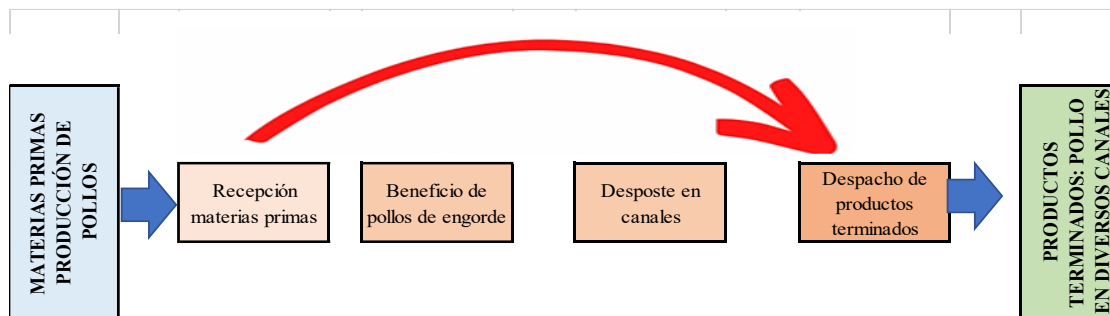 MATERIAS PRIMAS
PRODUCCIÓN DE
POLLOS
Recepción
materias primas
Beneficio de
pollos de engorde
Desposte en
canales
Despacho de
productos
terminados
PRODUCTOS
TERMINADOS: POLLO
EN DIVERSOS CANALES